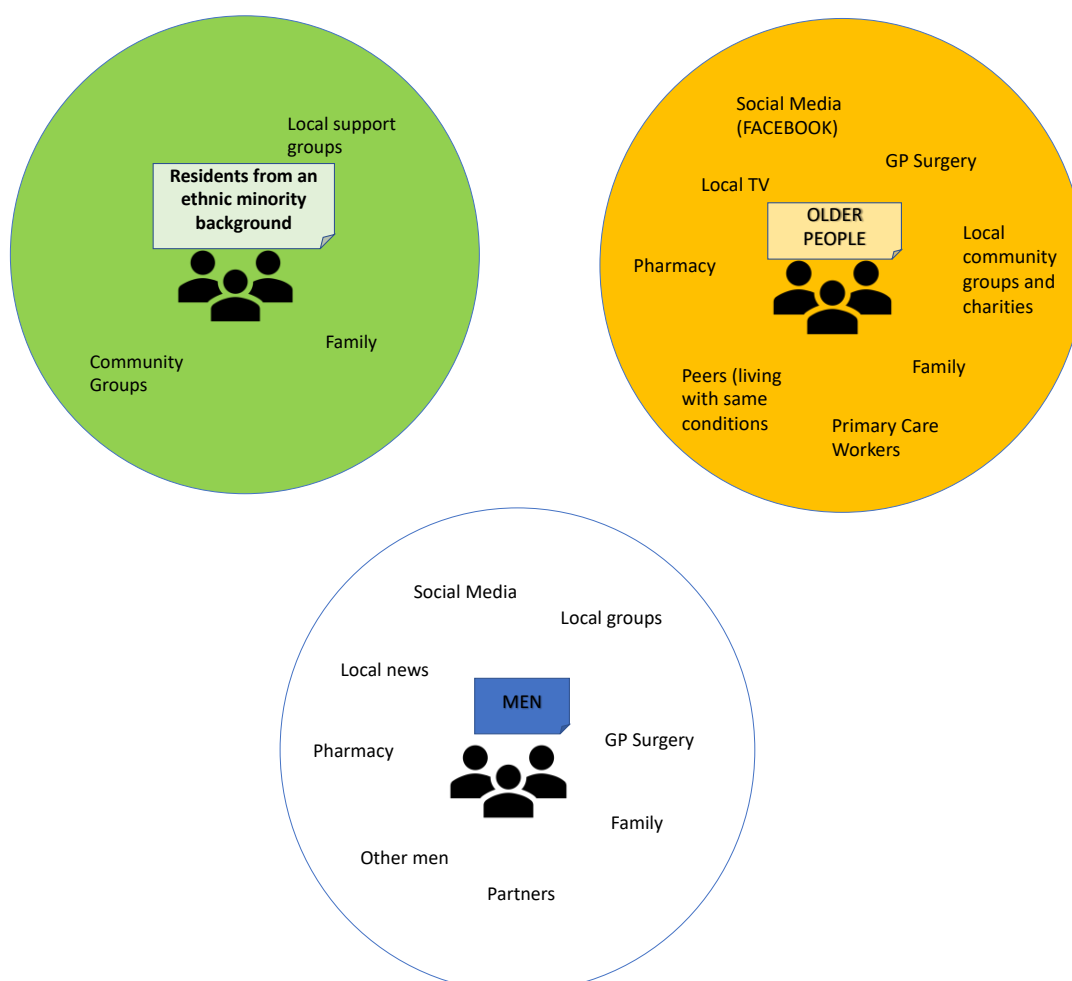 Local support
groups
Residents from an
ethnic minority
background
Family
Community
Groups
Social Media
(FACEBOOK)
GP Surgery
Local TV
OLDER
PEOPLE
Local
community
groups and
charities
Pharmacy
Family
Peers (living
with same
conditions
Primary Care
Workers
Social Media
Local groups
Local news
MEN
GP Surgery
Pharmacy
Family
Other men
Partners